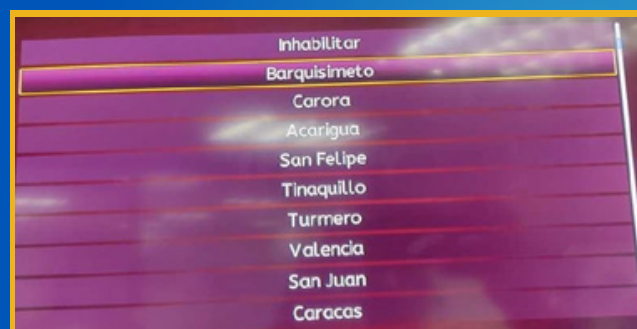 Inhabilitar
Barquisimeto
Carora
Acarigua
San Felipe
Tinaquillo
Turmero
Valencia
San Juan
Caracas